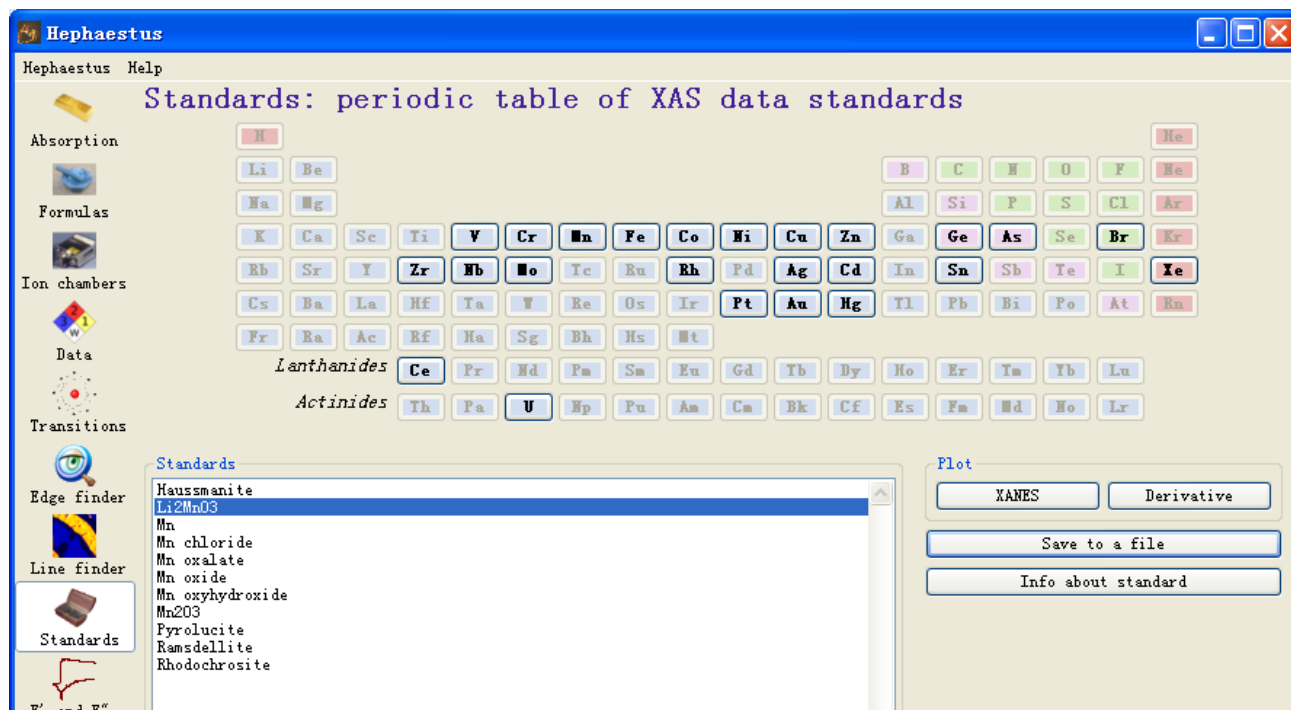 Hephaestus
Hephaestus Help
Standards: periodic table of XAS data standards
Absorption
Formulas
Ion chambers
Data
Transitions
Edge finder
Line finder
Standards
H He
Li Be B C N O F Ne
Na Mg Al Si P S Cl Ar
K Ca Sc Ti V Cr Mn Fe Co Ni Cu Zn Ga Ge As Se Br Kr
Rb Sr Y Zr Nb Mo Tc Ru Rh Pd Ag Cd In Sn Sb Te I Xe
Cs Ba La Hf Ta W Re Os Ir Pt Au Hg Tl Pb Bi Po At Rn
Fr Ra Ac Rf Ha Sg Bh Hs Mt
Lanthanides Ce Pr Nd Pm Sm Eu Gd Tb Dy Ho Er Tm Yb Lu
Actinides Th Pa U Np Pu Am Cm Bk Cf Es Fm Md No Lr
Standards
Haussmanite
Li2MnO3
Mn
Mn chloride
Mn oxalate
Mn oxide
Mn oxyhydroxide
Mn2O3
Pyrolucite
Ramsdellite
Rhodochrosite
Plot
XANES Derivative
Save to a file
Info about standard